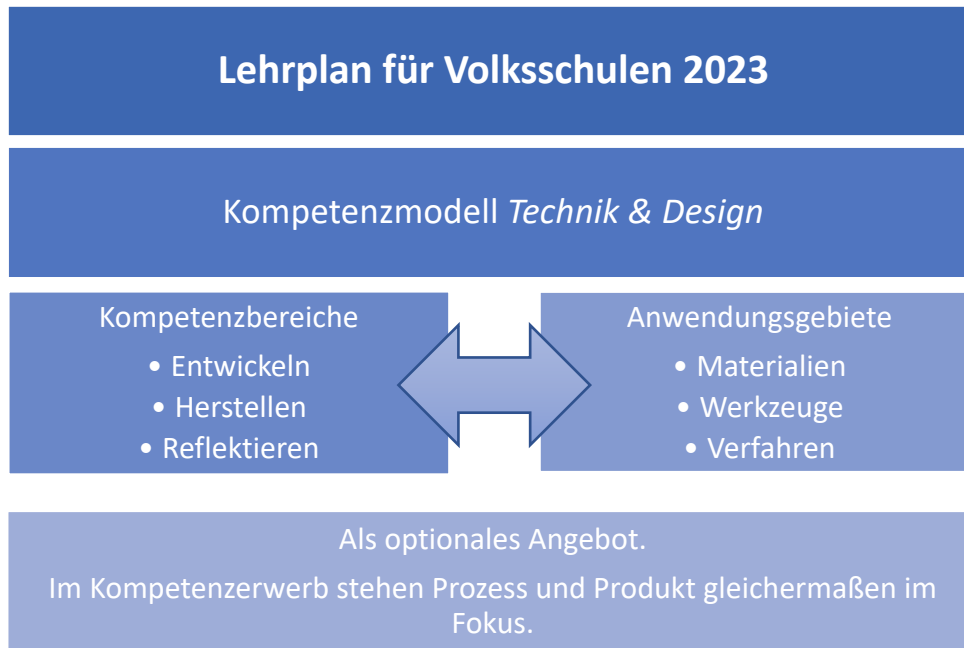 Lehrplan für Volksschulen 2023
Kompetenzmodell Technik & Design
Kompetenzbereiche
• Entwickeln
• Herstellen
• Reflektieren
Anwendungsgebiete
• Materialien
• Werkzeuge
• Verfahren
Als optionales Angebot.
Im Kompetenzerwerb stehen Prozess und Produkt gleichermaßen im
Fokus.